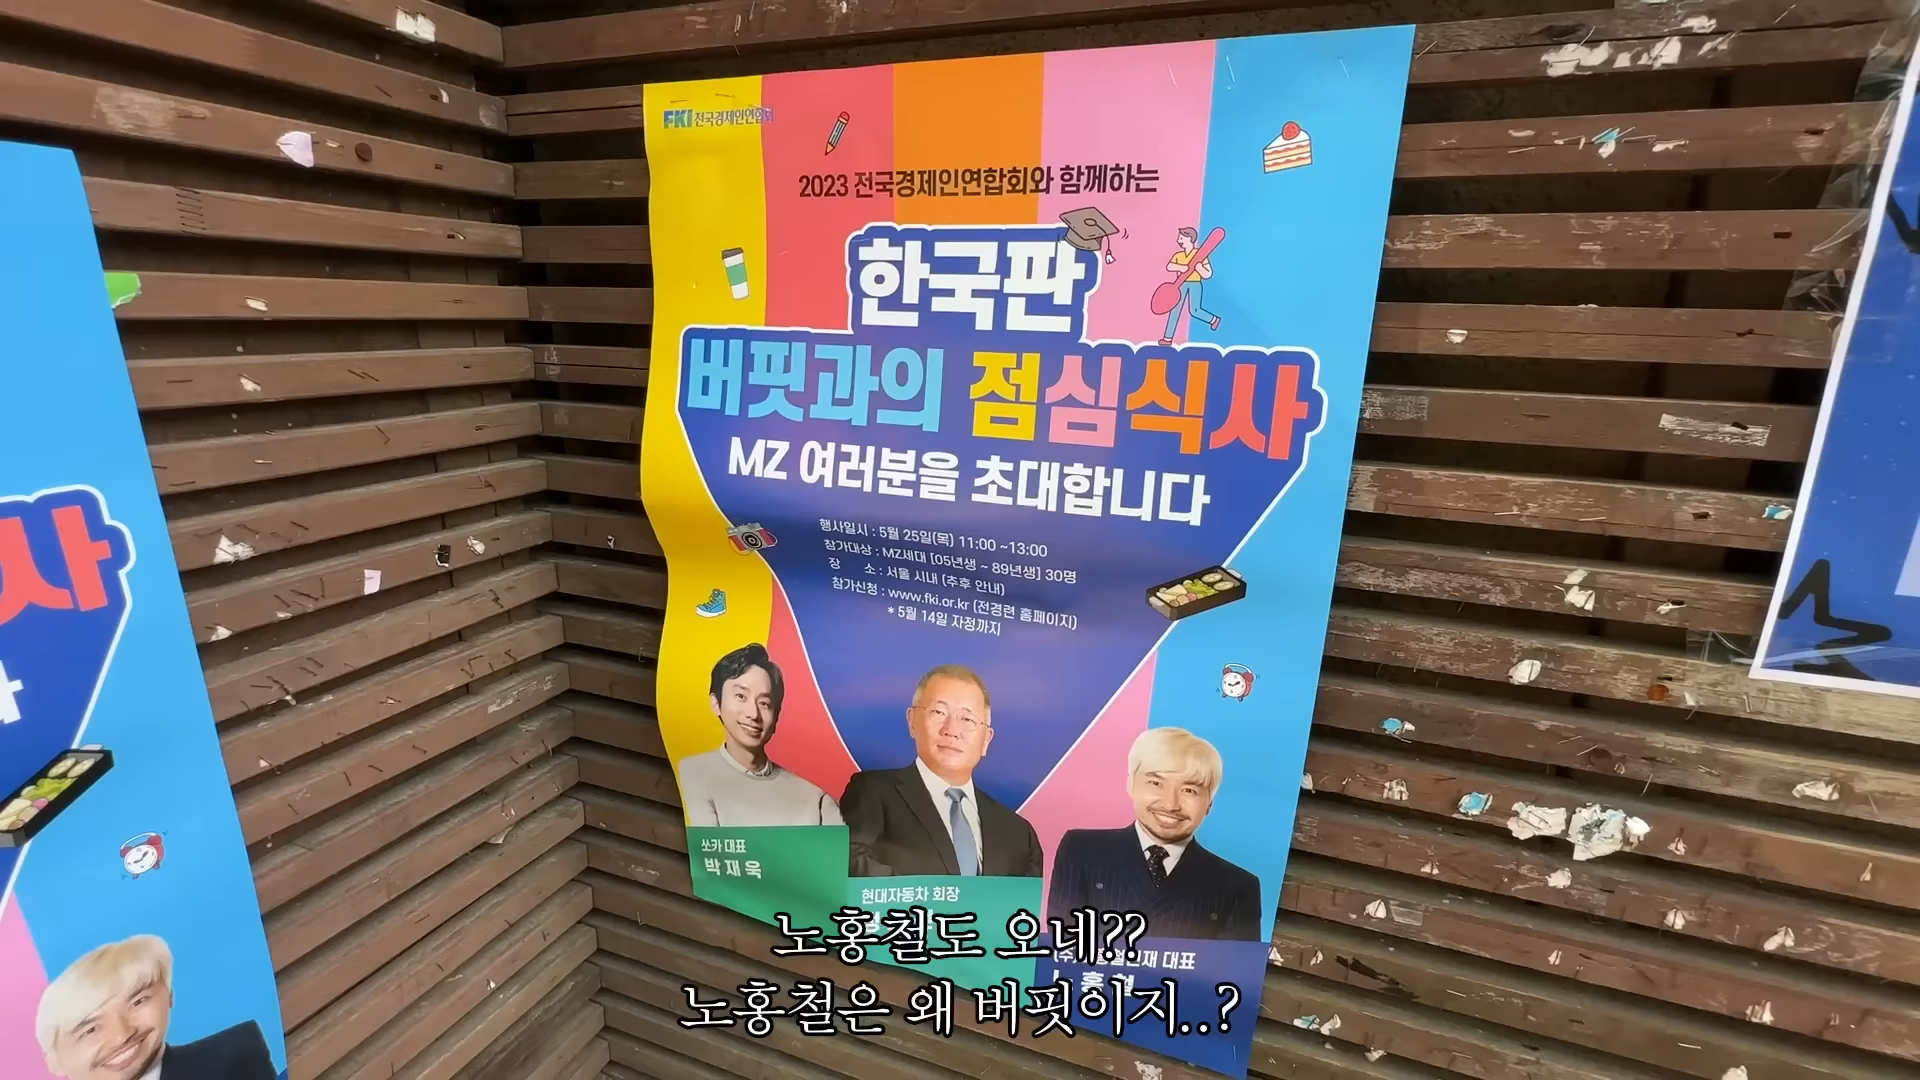 FKI 전국경제인연합회
2023 전국경제인연합회와 함께하는
한국판
버핏과의 점심식사
MZ 여러분을 초대합니다
행사일시 : 5월 25일(목) 11:00 ~13:00
참가대상 : MZ세대 [05년생 ~ 89년생] 30명
장 소 : 서울 시내 (추후 안내)
참가신청 : www.fki.or.kr (전경련 홈페이지)
* 5월 14일 자정까지
쏘카 대표
박재욱
현대자동차 회장
대표
노홍철도 오네??
노홍철은 왜 버핏이지..?
사